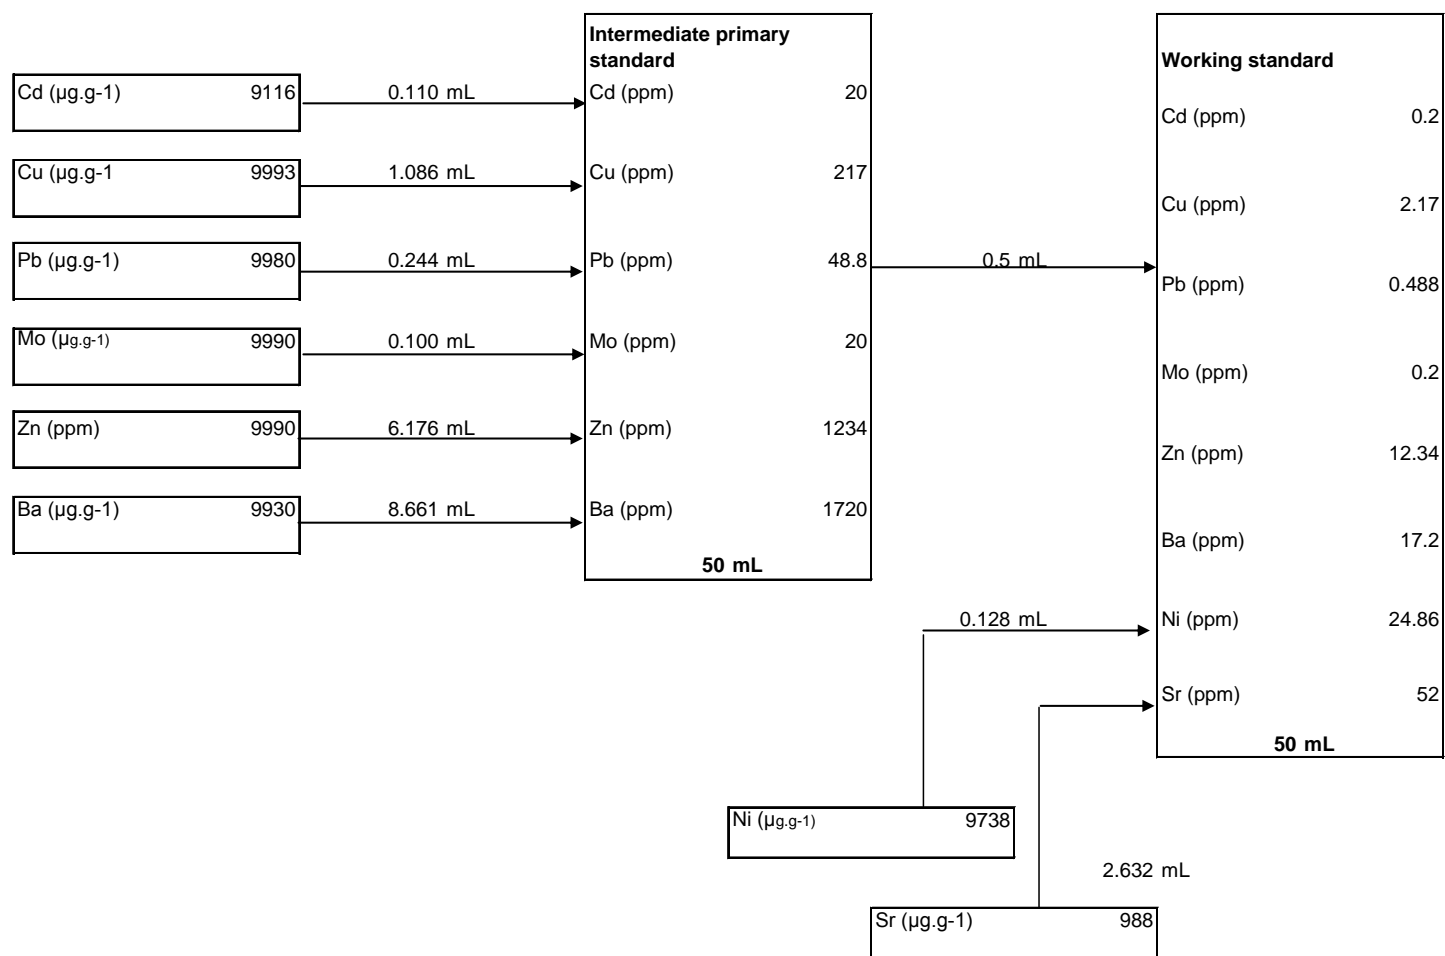 Intermediate primary
standard
Working standard
Cd (µg.g-1) 9116
0.110 mL
Cd (ppm) 20
Cd (ppm) 0.2
Cu (µg.g-1 9993
1.086 mL
Cu (ppm) 217
Cu (ppm) 2.17
Pb (µg.g-1) 9980
0.244 mL
Pb (ppm) 48.8
0.5 mL
Pb (ppm) 0.488
Mo (µg.g-1) 9990
0.100 mL
Mo (ppm) 20
Mo (ppm) 0.2
Zn (ppm) 9990
6.176 mL
Zn (ppm) 1234
Zn (ppm) 12.34
Ba (µg.g-1) 9930
8.661 mL
Ba (ppm) 1720
Ba (ppm) 17.2
50 mL
0.128 mL
Ni (ppm) 24.86
Sr (ppm) 52
50 mL
Ni (µg.g-1) 9738
2.632 mL
Sr (µg.g-1) 988